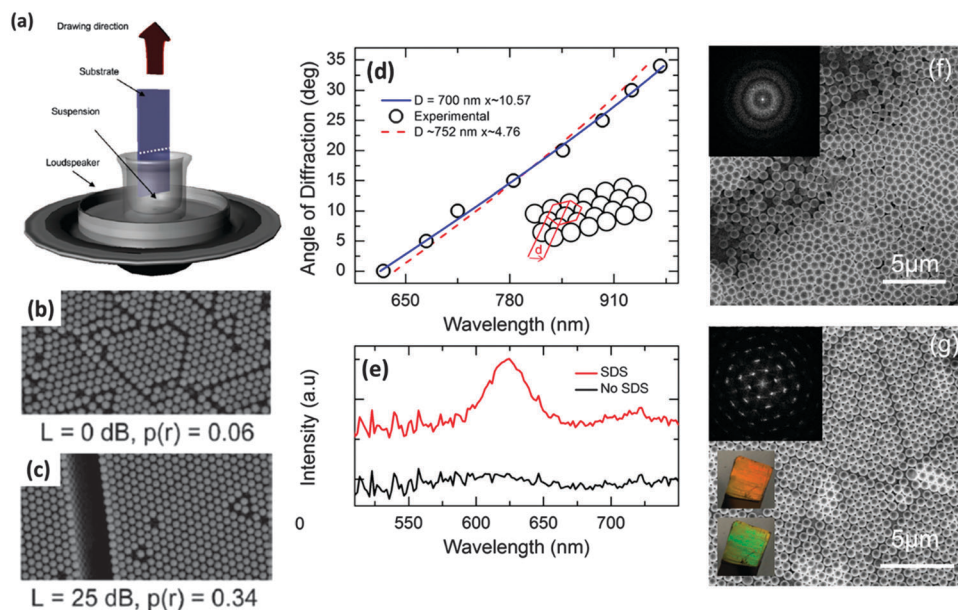 (a)
Drawing direction
Substrate
Suspension
Loudspeaker
(b)
L = 0 dB, p(r) = 0.06
(c)
L = 25 dB, p(r) = 0.34
(d)
Angle of Diffraction (deg)
35
30
25
20
15
10
5
0
D = 700 nm x~10.57
Experimental
D ~752 nm x~4.76
d
650
780
910
Wavelength (nm)
(e)
SDS
No SDS
Intensity (a.u)
0
550
600
650
700
Wavelength (nm)
(f)
5μm
(g)
5μm